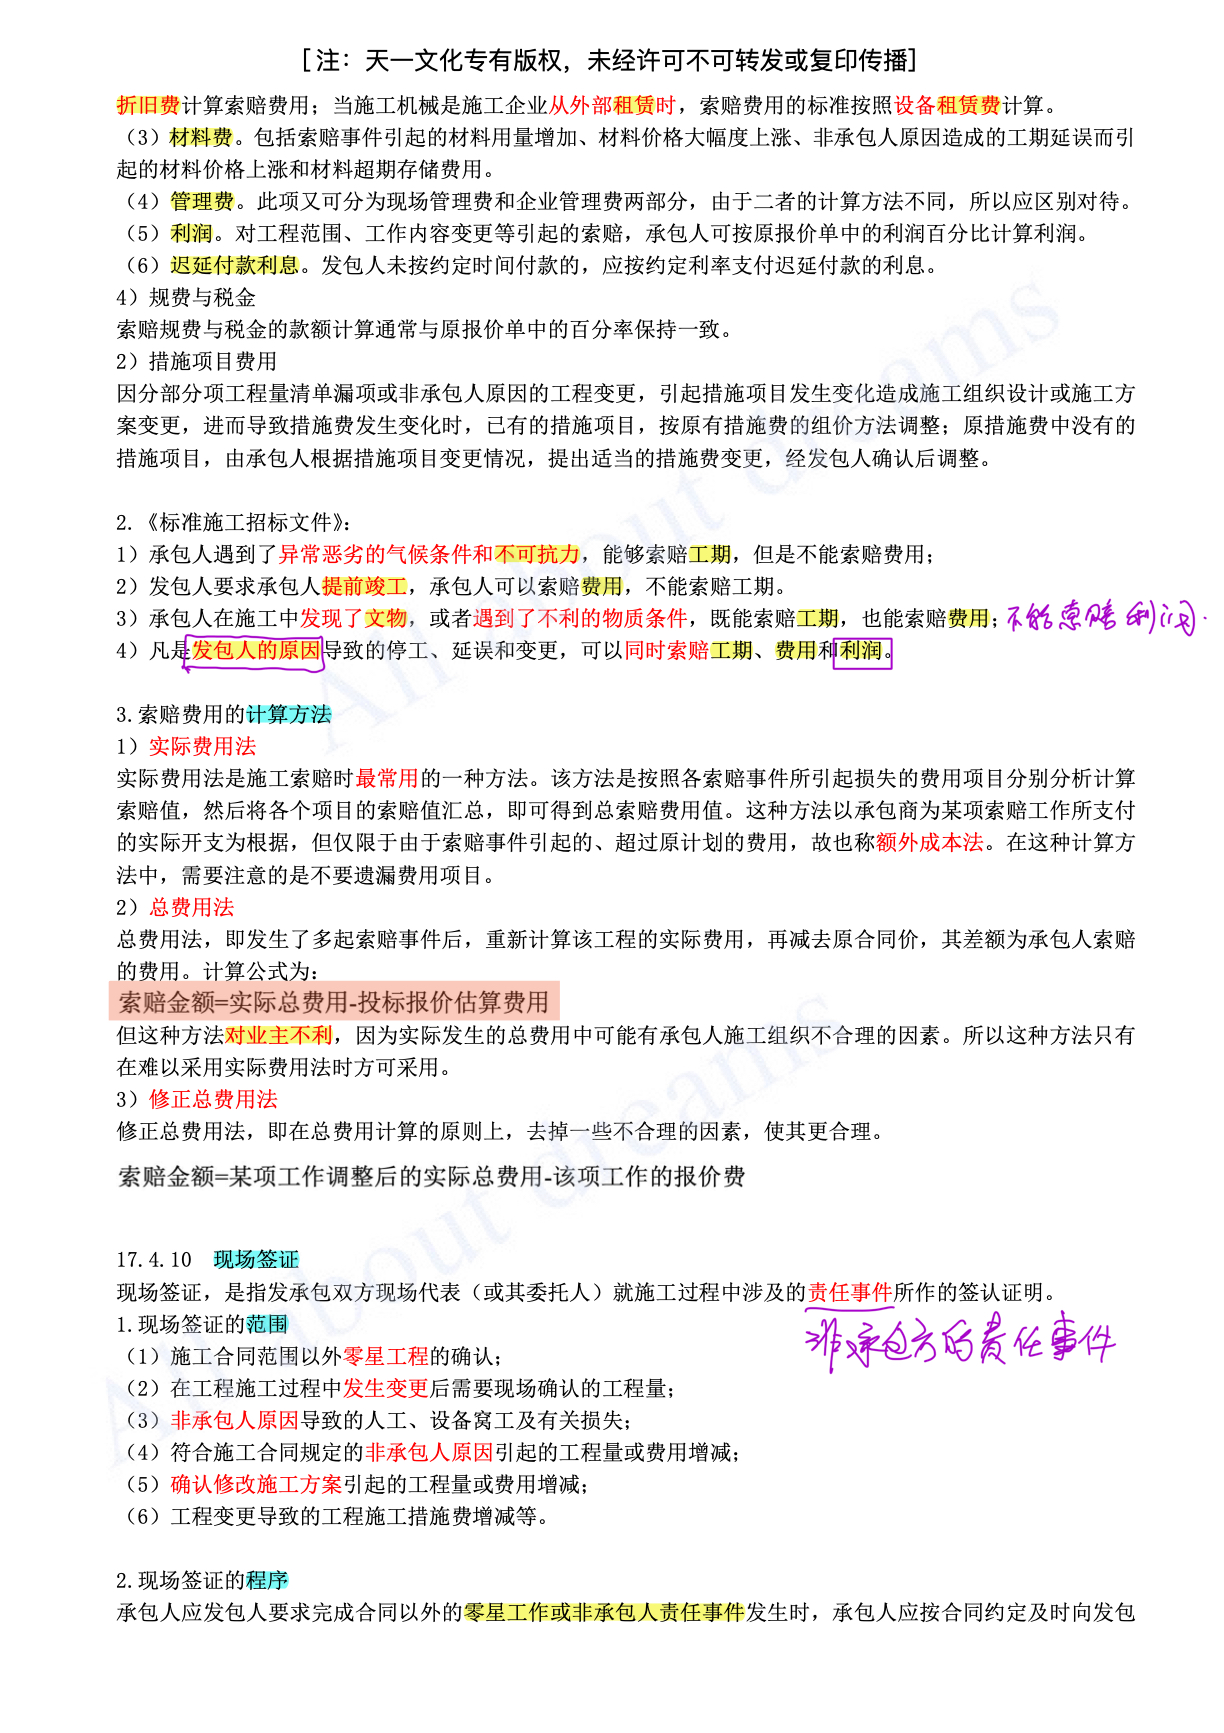 [注：天一文化专有版权，未经许可不可转发或复印传播]
折旧费计算索赔费用；当施工机械是施工企业从外部租赁时，索赔费用的标准按照设备租赁费计算。
（3）材料费。包括索赔事件引起的材料用量增加、材料价格大幅度上涨、非承包人原因造成的工期延误而引
起的材料价格上涨和材料超期存储费用。
（4）管理费。此项又可分为现场管理费和企业管理费两部分，由于二者的计算方法不同，所以应区别对待。
（5）利润。对工程范围、工作内容变更等引起的索赔，承包人可按原报价单中的利润百分比计算利润。
（6）迟延付款利息。发包人未按约定时间付款的，应按约定利率支付迟延付款的利息。
4）规费与税金
索赔规费与税金的款额计算通常与原报价单中的百分率保持一致。
2）措施项目费用
因分部分项工程量清单漏项或非承包人原因的工程变更，引起措施项目发生变化造成施工组织设计或施工方
案变更，进而导致措施费发生变化时，已有的措施项目，按原有措施费的组价方法调整；原措施费中没有的
措施项目，由承包人根据措施项目变更情况，提出适当的措施费变更，经发包人确认后调整。
2.《标准施工招标文件》：
1）承包人遇到了异常恶劣的气候条件和不可抗力，能够索赔工期，但是不能索赔费用；
2）发包人要求承包人提前竣工，承包人可以索赔费用，不能索赔工期。
3）承包人在施工中发现了文物，或者遇到了不利的物质条件，既能索赔工期，也能索赔费用；不能索赔利润.
4）凡是发包人的原因导致的停工、延误和变更，可以同时索赔工期、费用和利润。
3.索赔费用的计算方法
1）实际费用法
实际费用法是施工索赔时最常用的一种方法。该方法是按照各索赔事件所引起损失的费用项目分别分析计算
索赔值，然后将各个项目的索赔值汇总，即可得到总索赔费用值。这种方法以承包商为某项索赔工作所支付
的实际开支为根据，但仅限于由于索赔事件引起的、超过原计划的费用，故也称额外成本法。在这种计算方
法中，需要注意的是不要遗漏费用项目。
2）总费用法
总费用法，即发生了多起索赔事件后，重新计算该工程的实际费用，再减去原合同价，其差额为承包人索赔
的费用。计算公式为：
索赔金额=实际总费用-投标报价估算费用
但这种方法对业主不利，因为实际发生的总费用中可能有承包人施工组织不合理的因素。所以这种方法只有
在难以采用实际费用法时方可采用。
3）修正总费用法
修正总费用法，即在总费用计算的原则上，去掉一些不合理的因素，使其更合理。
索赔金额=某项工作调整后的实际总费用-该项工作的报价费
17.4.10 现场签证
现场签证，是指发承包双方现场代表（或其委托人）就施工过程中涉及的责任事件所作的签认证明。
1.现场签证的范围
非承包方的责任事件
（1）施工合同范围以外零星工程的确认；
（2）在工程施工过程中发生变更后需要现场确认的工程量；
（3）非承包人原因导致的人工、设备窝工及有关损失；
（4）符合施工合同规定的非承包人原因引起的工程量或费用增减；
（5）确认修改施工方案引起的工程量或费用增减；
（6）工程变更导致的工程施工措施费增减等。
2.现场签证的程序
承包人应发包人要求完成合同以外的零星工作或非承包人责任事件发生时，承包人应按合同约定及时向发包
All about dreams
All about dreams